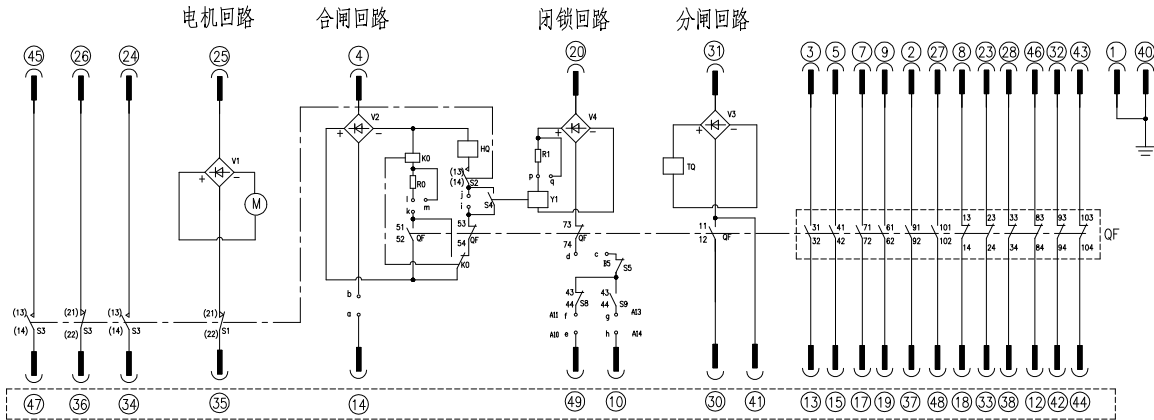 电机回路 合闸回路 闭锁回路 分闸回路
45 26 24 25 4 20 31 3 5 7 9 2 27 8 23 28 46 32 43 1 40
V2 V4 V3
+ - + - + -
K0 HQ R1 TQ
V1 (13) p q
+ - R0 (14) S2 Y1
M l m j S4
k i
51 53 73 11 31 41 71 61 91 101 13 23 33 83 93 103
52 QF 54 QF 74 QF 12 QF 32 42 72 62 92 102 14 24 34 84 94 104 QF
K0 d c B5 S5
b 43 43
(13) (21) (13) (21) a 44 S8 44 S9
(14) S3 (22) S3 (14) S3 (22) S1 A11 f g A13
A10 e h A14
47 36 34 35 14 49 10 30 41 13 15 17 19 37 48 18 33 38 12 42 44